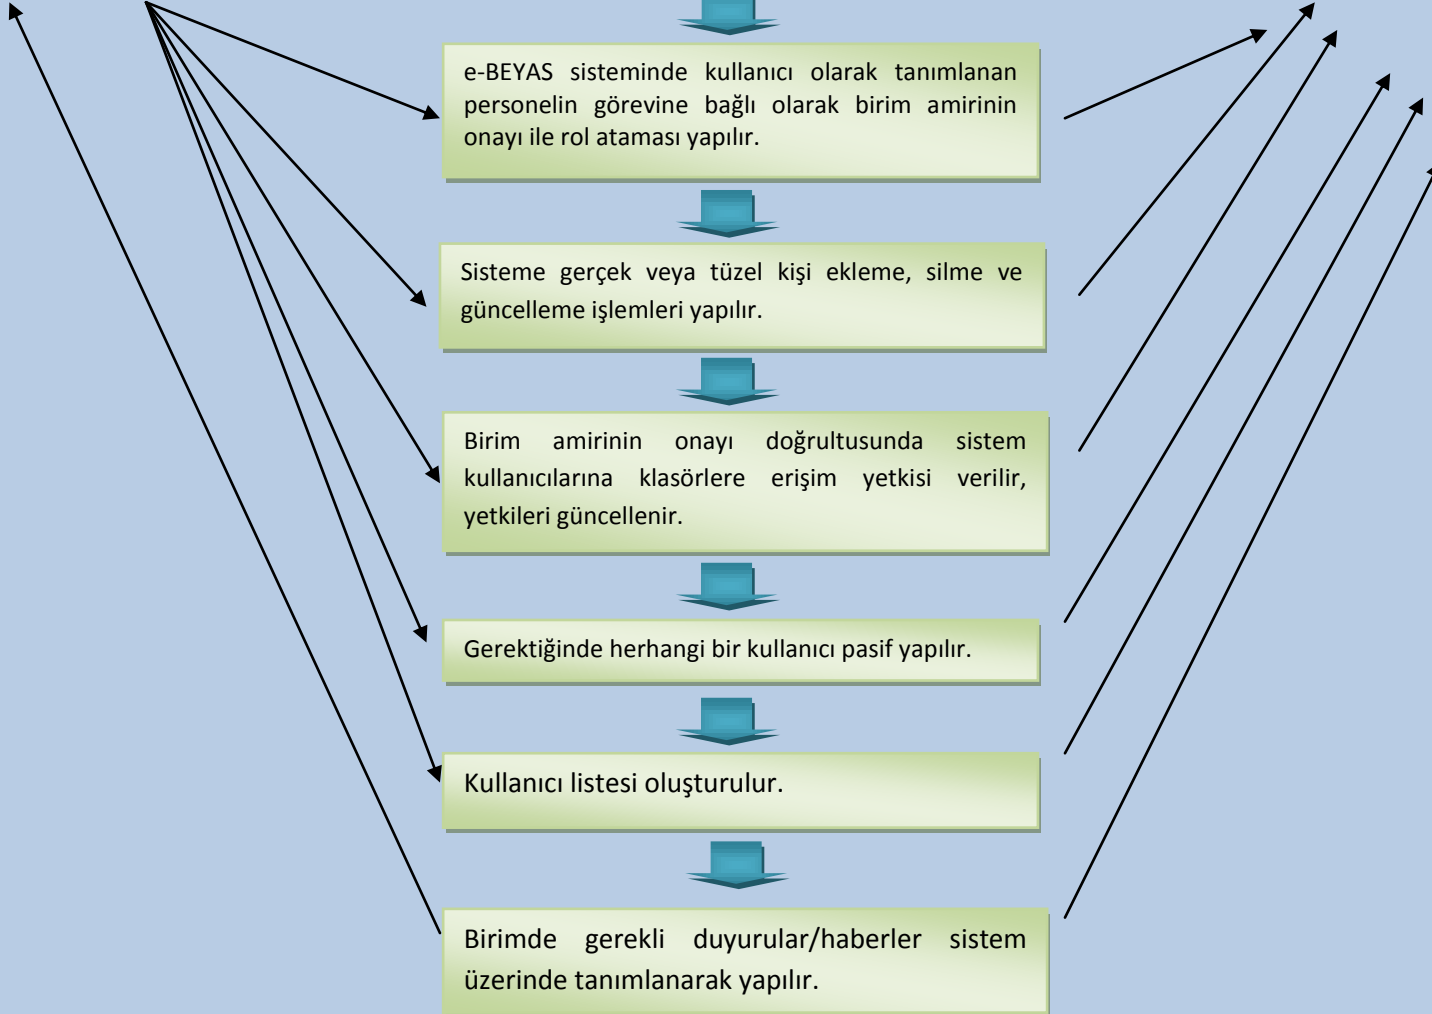 e-BEYAS sisteminde kullanıcı olarak tanımlanan
personelin görevine bağlı olarak birim amirinin
onayı ile rol ataması yapılır.
Sisteme gerçek veya tüzel kişi ekleme, silme ve
güncelleme işlemleri yapılır.
Birim amirinin onayı doğrultusunda sistem
kullanıcılarına klasörlere erişim yetkisi verilir,
yetkileri güncellenir.
Gerektiğinde herhangi bir kullanıcı pasif yapılır.
Kullanıcı listesi oluşturulur.
Birimde gerekli duyurular/haberler sistem
üzerinde tanımlanarak yapılır.